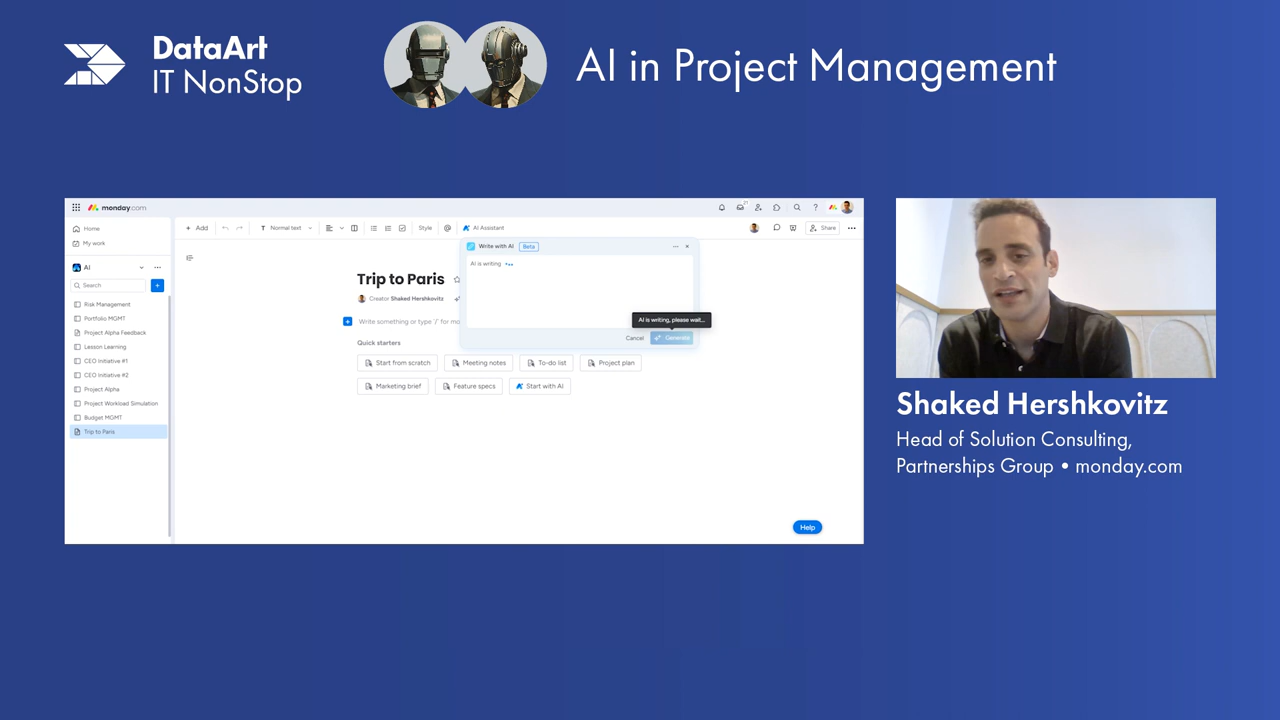 DataArt
IT NonStop
AI in Project Management
monday.com
Home
My work
AI
Search
Risk Management
Portfolio MGMT
Project Alpha Feedback
Lesson Learning
CEO Initiative #1
CEO Initiative #2
Project Alpha
Project Workload Simulation
Budget MGMT
Trip to Paris
Add
Normal text
Style
AI Assistant
Share
Write with AI
Beta
AI is writing
AI is writing, please wait...
Cancel
Generate
Trip to Paris
Creator Shaked Hershkovitz
Write something or type '/' for mo
Quick starters
Start from scratch
Meeting notes
To-do list
Project plan
Marketing brief
Feature specs
Start with AI
Help
Shaked Hershkovitz
Head of Solution Consulting,
Partnerships Group • monday.com